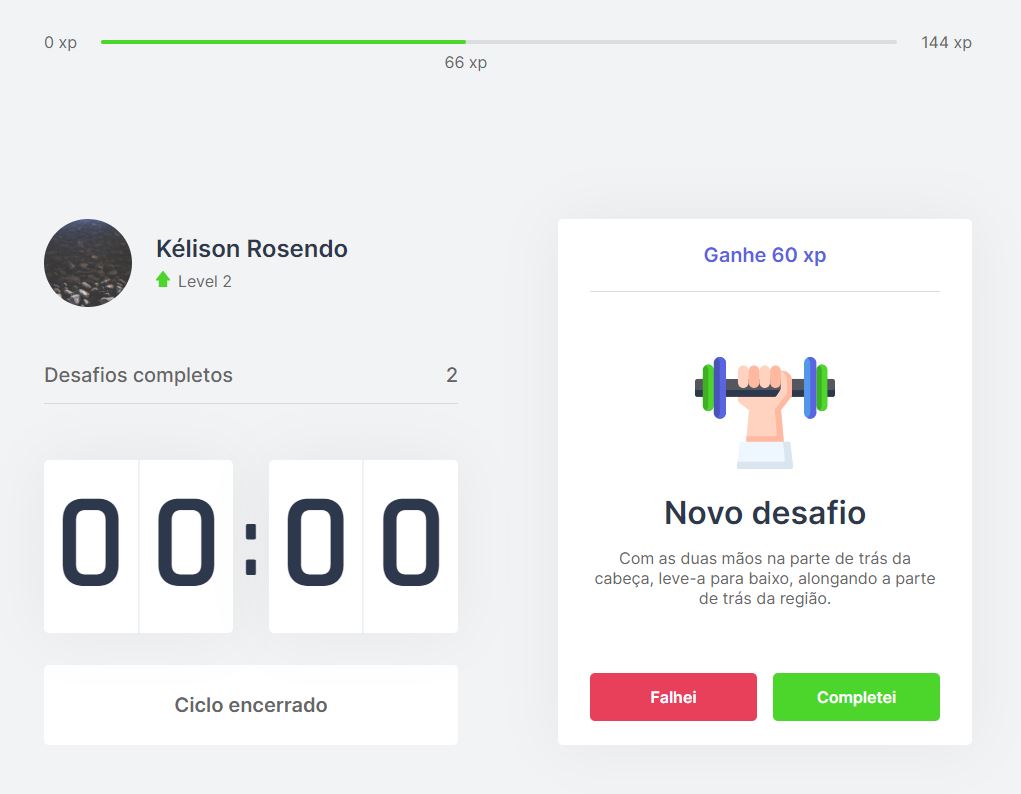 0 xp
144 xp
66 xp
Kélison Rosendo
Level 2
Desafios completos 2
00:00
Ciclo encerrado
Ganhe 60 xp
Novo desafio
Com as duas mãos na parte de trás da
cabeça, leve-a para baixo, alongando a parte
de trás da região.
Falhei
Completei